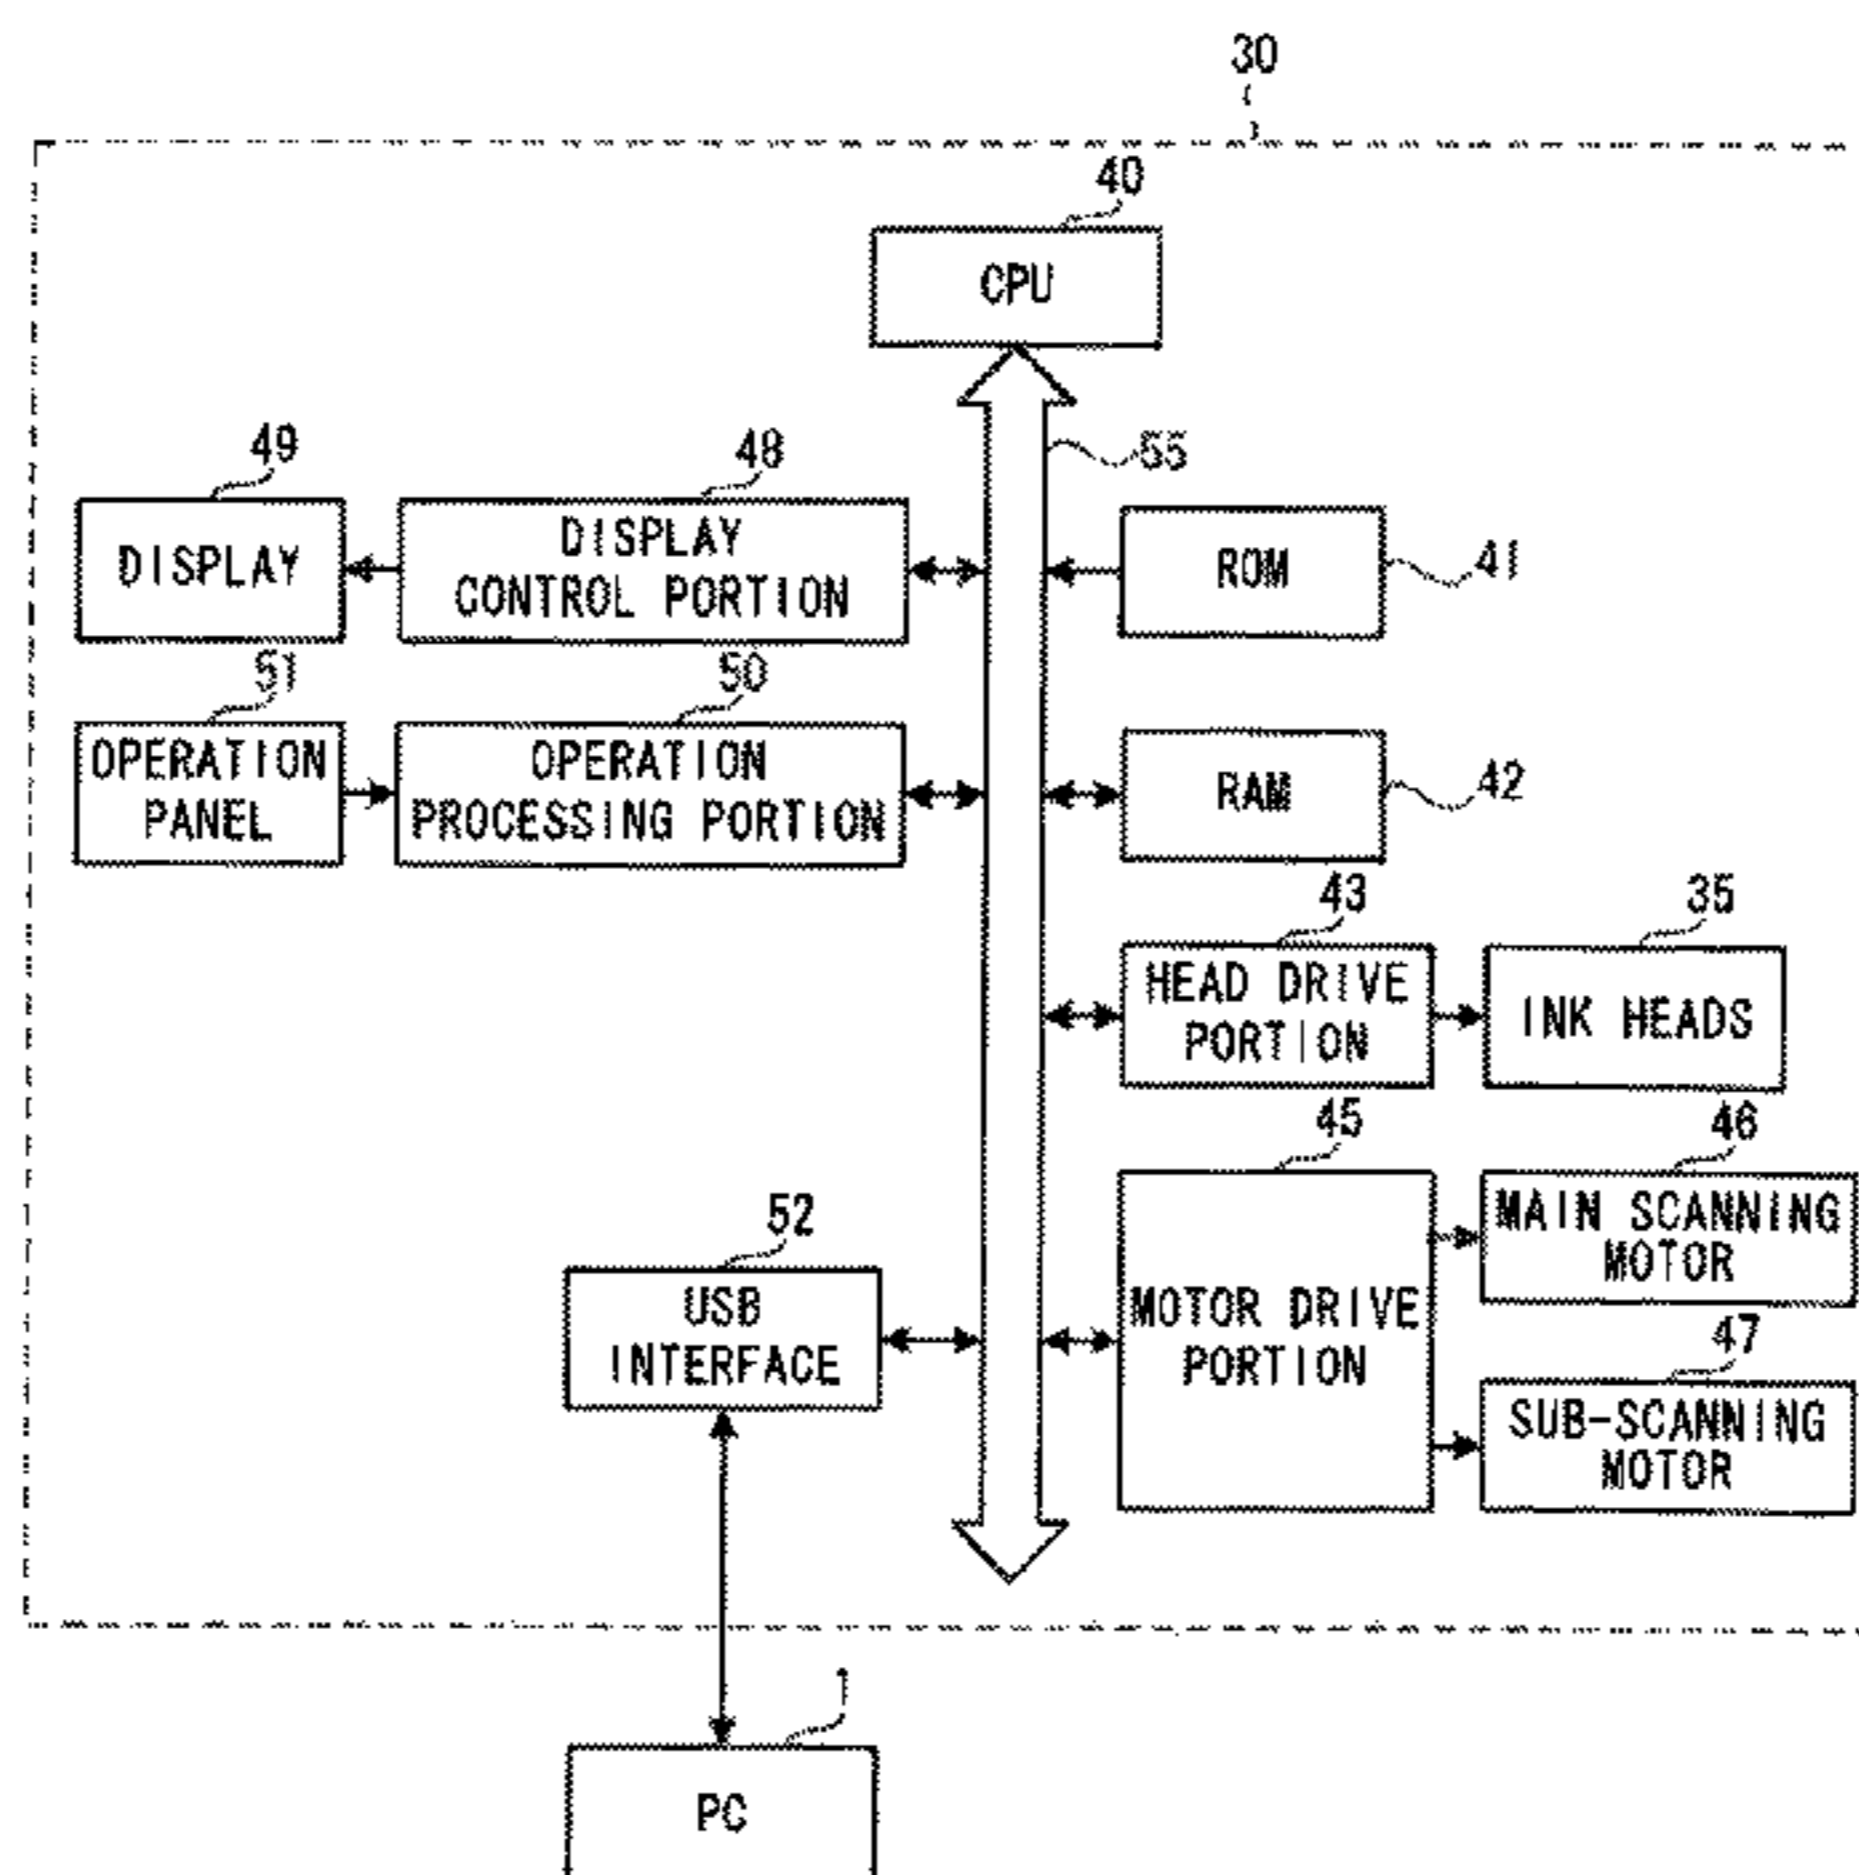 30
40
CPU
55
49
48
DISPLAY
DISPLAY
CONTROL PORTION
ROM
41
51
50
OPERATION
PANEL
OPERATION
PROCESSING PORTION
RAM
42
43
35
HEAD DRIVE
PORTION
INK HEADS
45
46
MAIN SCANNING
MOTOR
52
USB
INTERFACE
MOTOR DRIVE
PORTION
47
SUB-SCANNING
MOTOR
1
PC